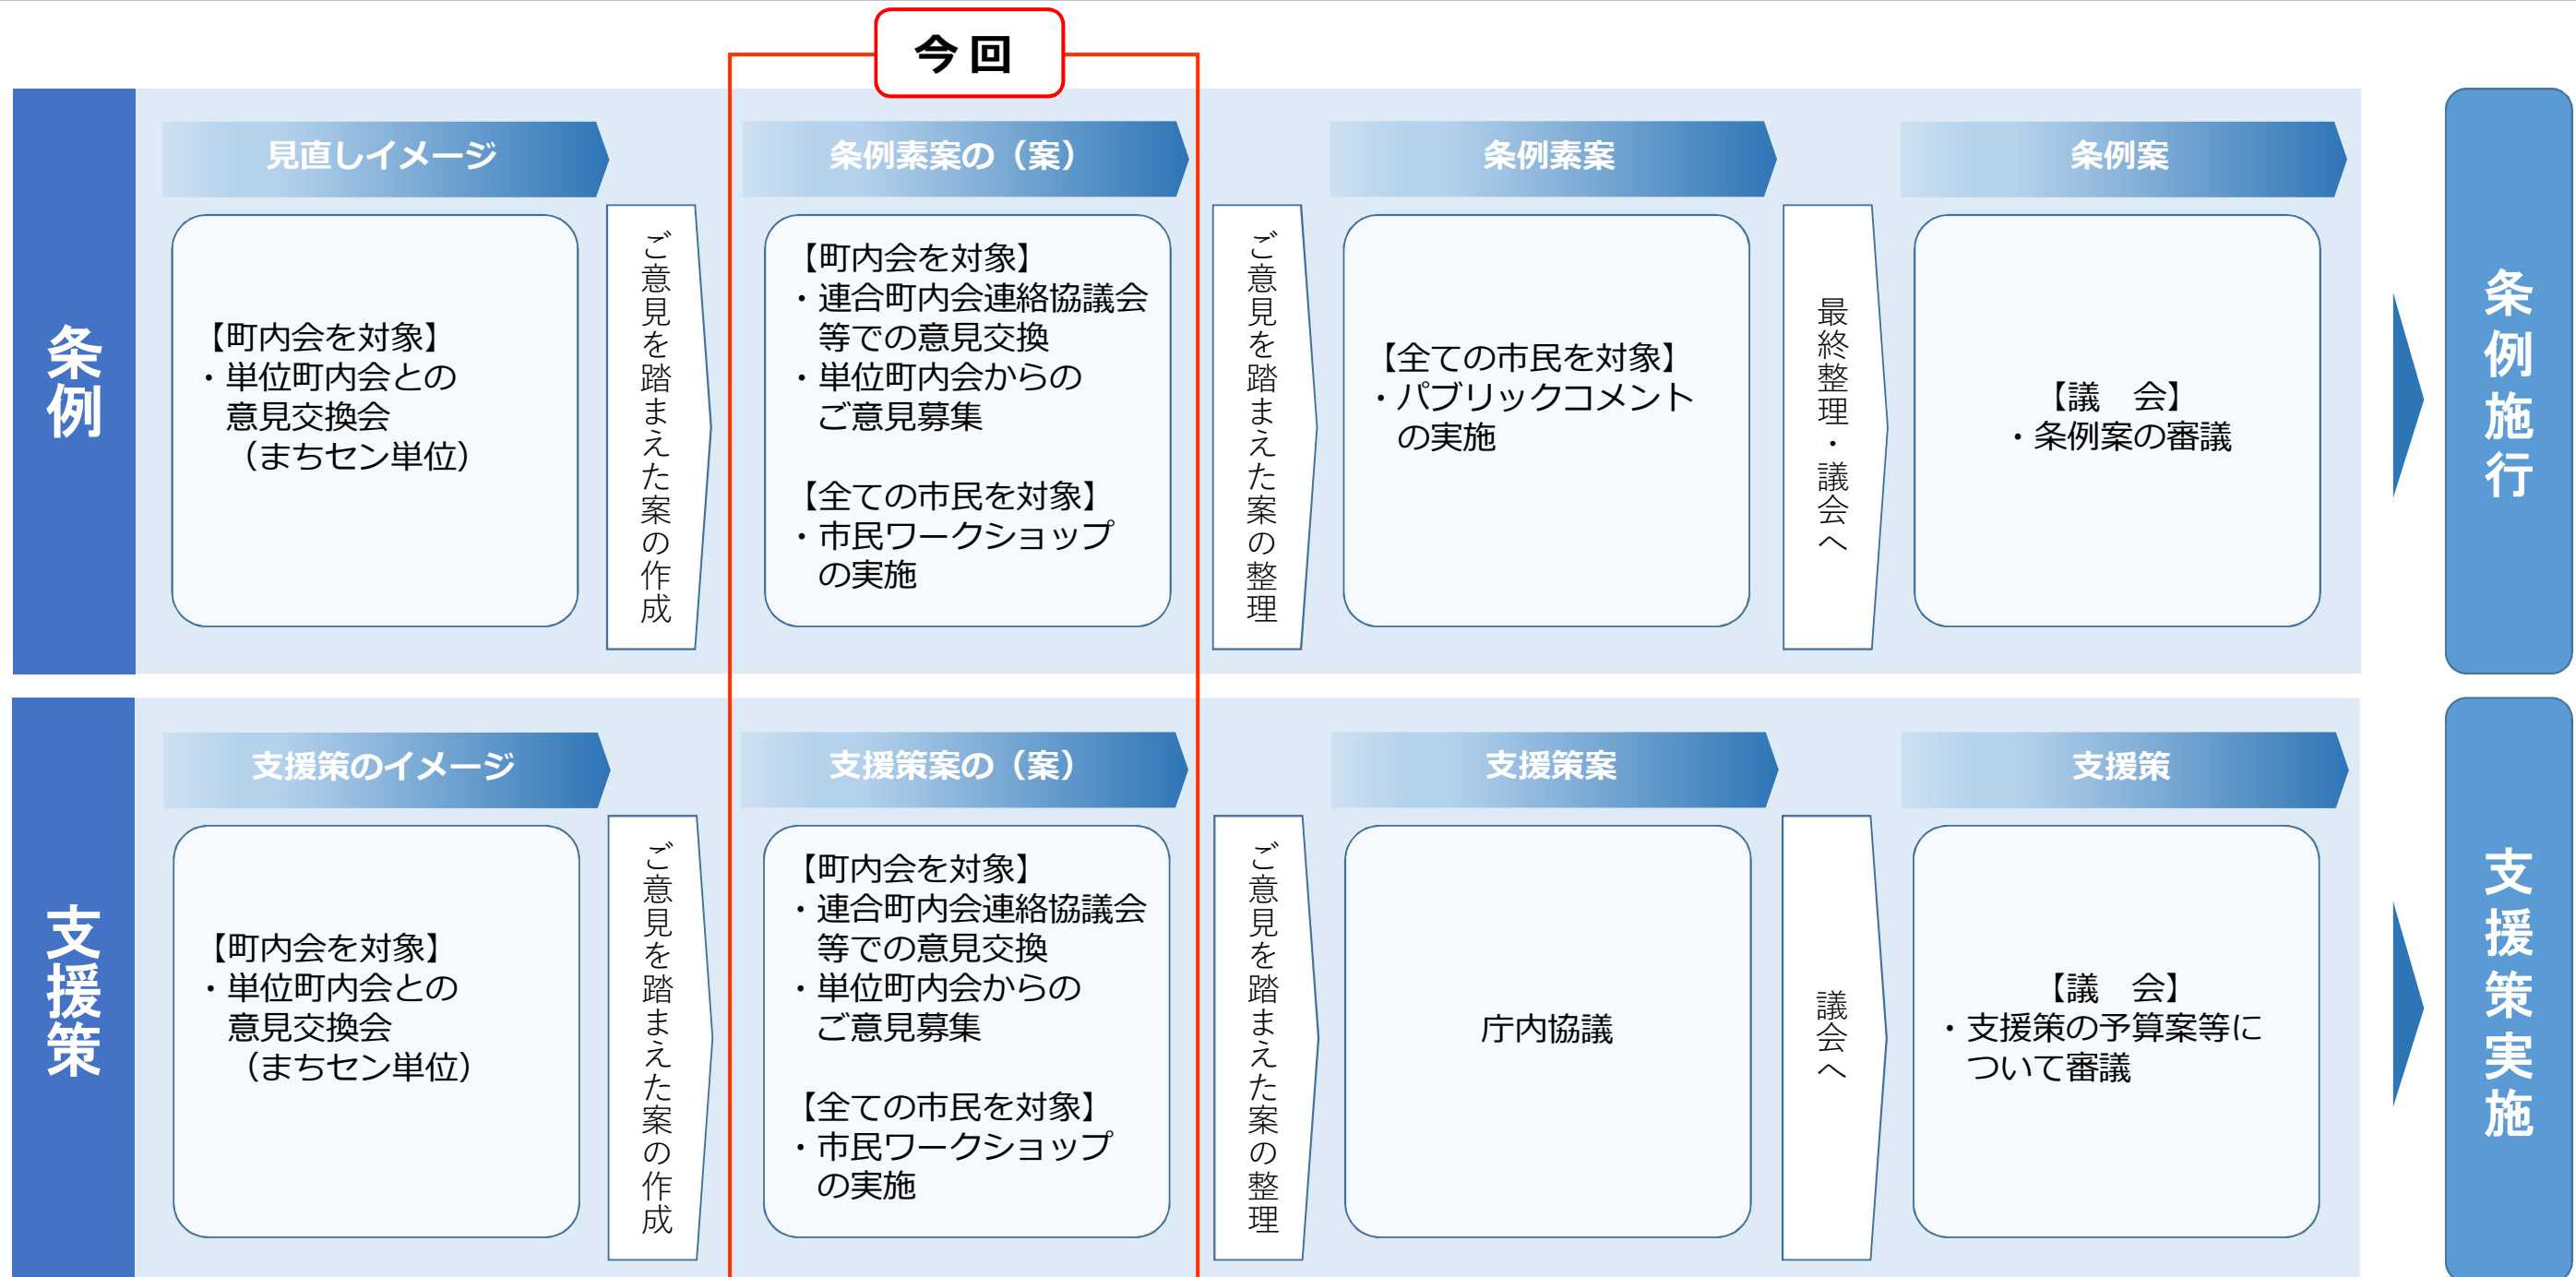 今回
条例
見直しイメージ
【町内会を対象】
・単位町内会との
意見交換会
（まちセン単位）
ご意見を踏まえた案の作成
条例素案の（案）
【町内会を対象】
・連合町内会連絡協議会
等での意見交換
・単位町内会からの
ご意見募集
【全ての市民を対象】
・市民ワークショップ
の実施
ご意見を踏まえた案の整理
条例素案
【全ての市民を対象】
・パブリックコメント
の実施
最終整理・議会へ
条例案
【議　会】
・条例案の審議
条例施行
支援策
支援策のイメージ
【町内会を対象】
・単位町内会との
意見交換会
（まちセン単位）
ご意見を踏まえた案の作成
支援策案の（案）
【町内会を対象】
・連合町内会連絡協議会
等での意見交換
・単位町内会からの
ご意見募集
【全ての市民を対象】
・市民ワークショップ
の実施
ご意見を踏まえた案の整理
支援策案
庁内協議
議会へ
支援策
【議　会】
・支援策の予算案等に
ついて審議
支援策実施